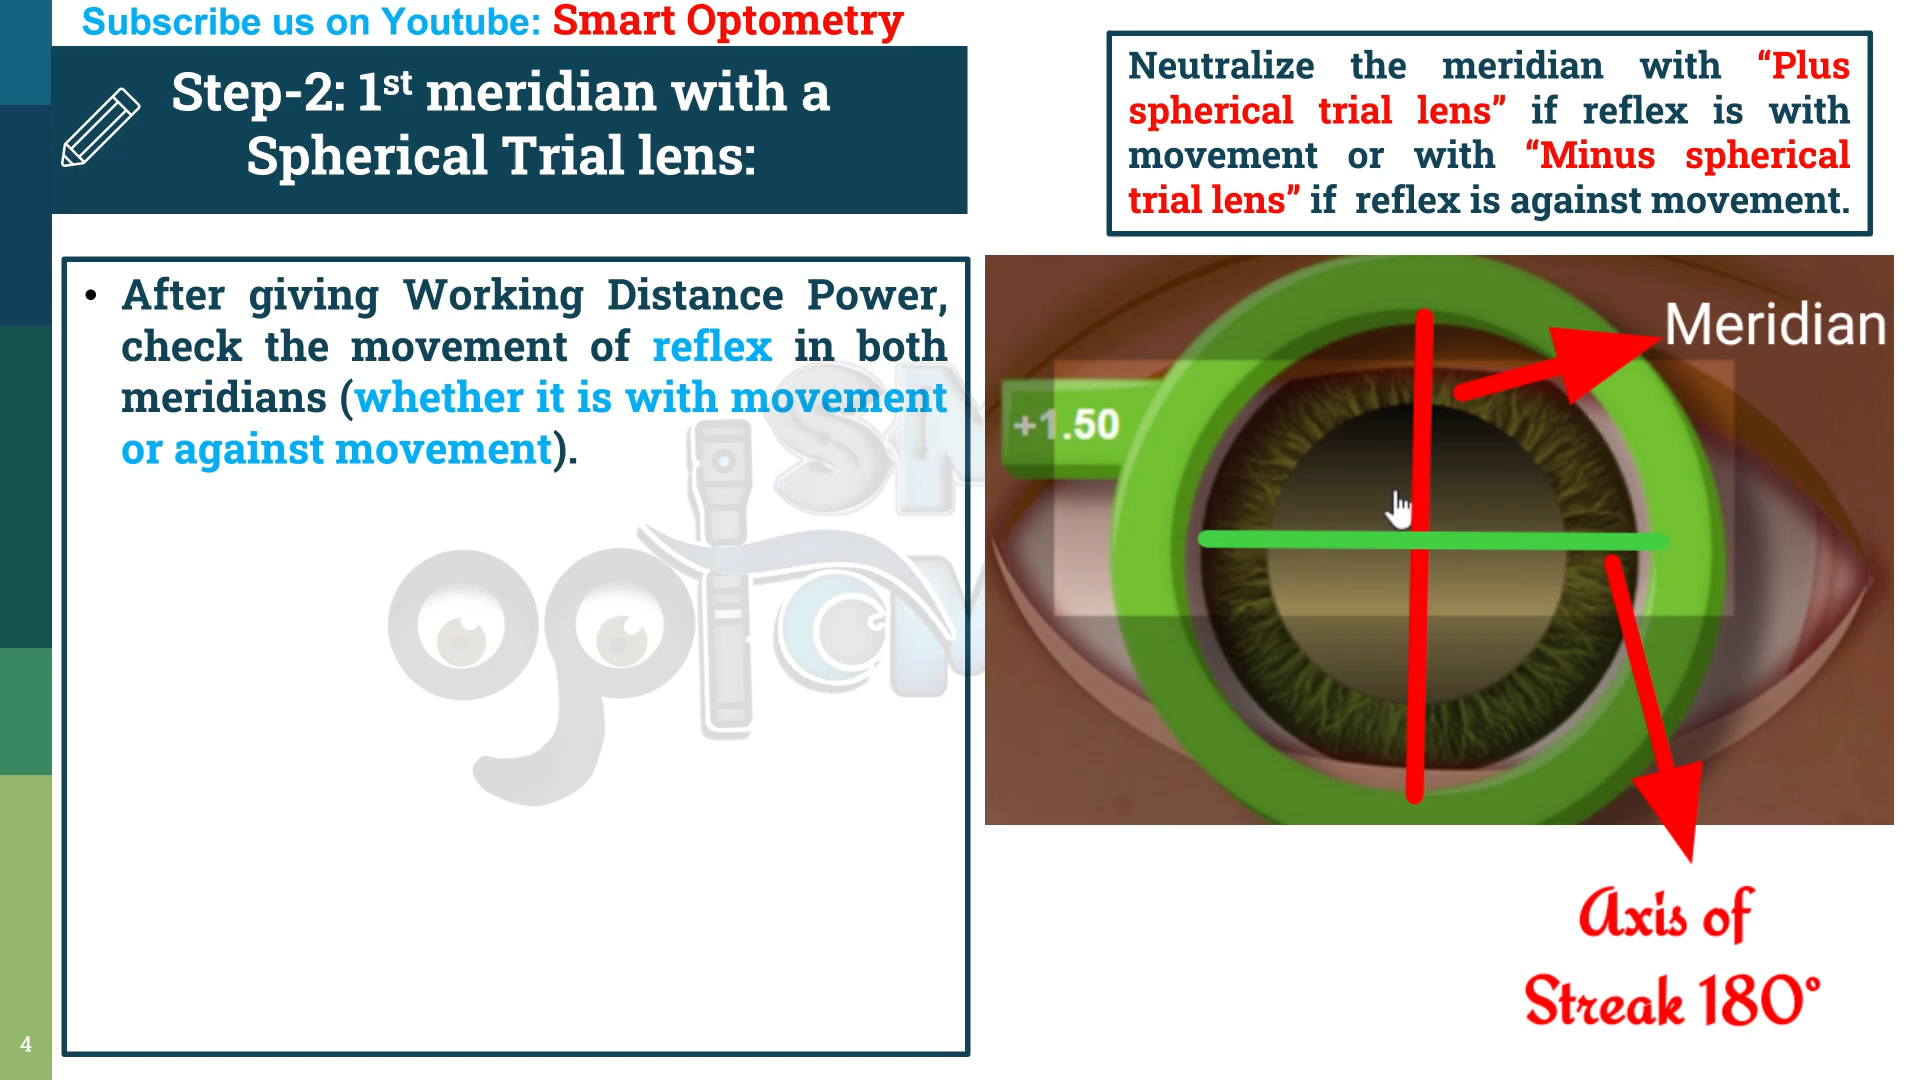 Subscribe us on Youtube: Smart Optometry
Step-2: 1st meridian with a
Spherical Trial lens:
Neutralize the meridian with “Plus
spherical trial lens” if reflex is with
movement or with “Minus spherical
trial lens” if reflex is against movement.
• After giving Working Distance Power,
check the movement of reflex in both
meridians (whether it is with movement
or against movement).
Meridian
+1.50
Axis of
Streak 180°
4